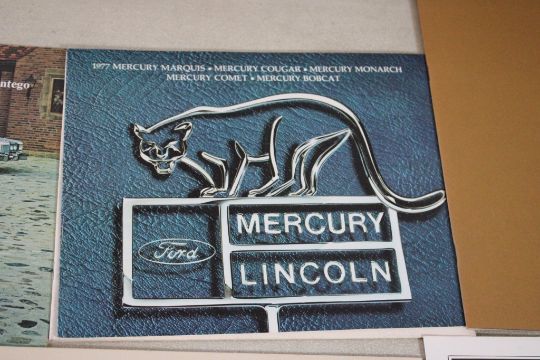 1977 MERCURY MARQUIS • MERCURY COUGAR • MERCURY MONARCH
MERCURY COMET • MERCURY BOBCAT
ntego
MERCURY
Ford
LINCOLN